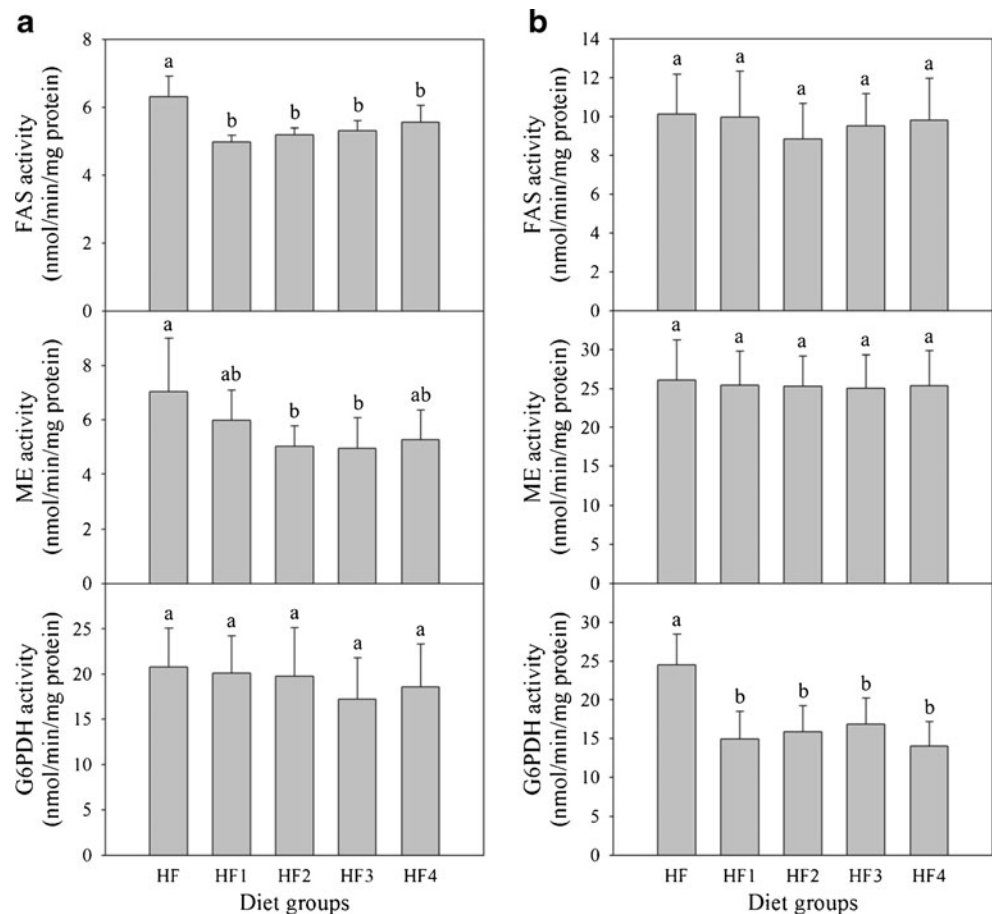 a
8
6
4
2
0
FAS activity
(nmol/min/mg protein)
a
b
b
b
b
8
6
4
2
0
ME activity
(nmol/min/mg protein)
a
ab
b
b
ab
25
20
15
10
5
0
G6PDH activity
(nmol/min/mg protein)
a
a
a
a
a
HF HF1 HF2 HF3 HF4
Diet groups
b
14
12
10
8
6
4
2
0
FAS activity
(nmol/min/mg protein)
a
a
a
a
a
30
25
20
15
10
5
0
ME activity
(nmol/min/mg protein)
a
a
a
a
a
30
25
20
15
10
5
0
G6PDH activity
(nmol/min/mg protein)
a
b
b
b
b
HF HF1 HF2 HF3 HF4
Diet groups